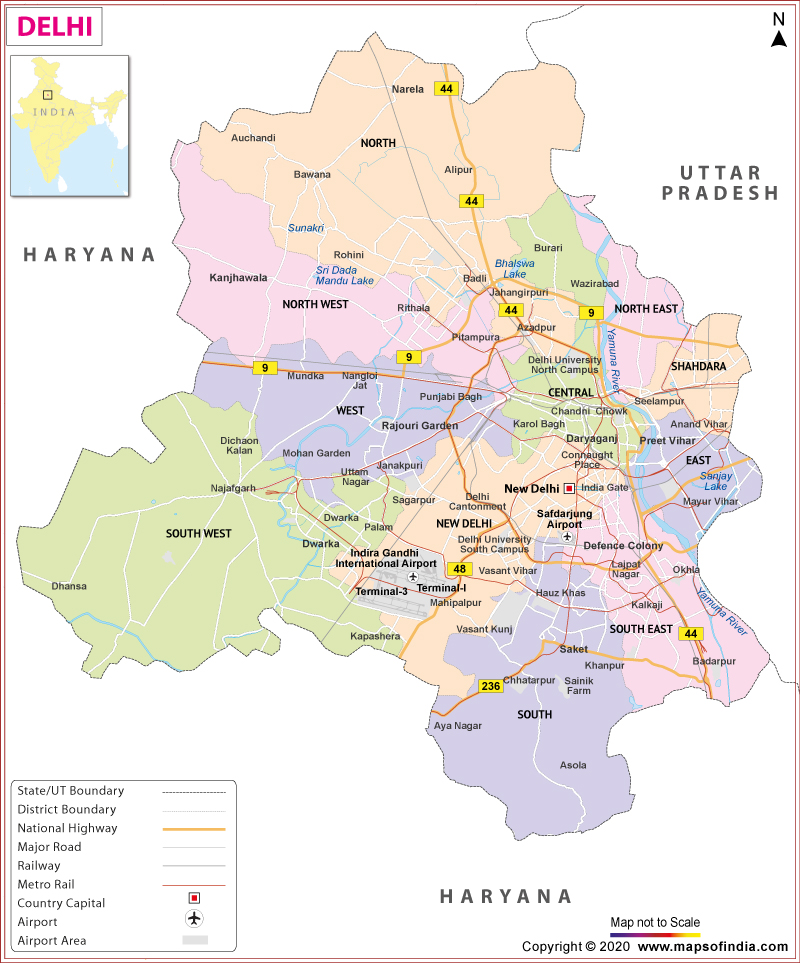 DELHI
N
INDIA
Narela
44
UTTAR
PRADESH
Auchandi
NORTH
Alipur
Bawana
44
Sunakri
HARYANA
Rohini
Burari
Bhalswa
Lake
Sri Dada
Mandu Lake
Kanjhawala
Badli
Wazirabad
Jahangirpuri
NORTH WEST
Rithala
44
9
NORTH EAST
Azadpur
Pitampura
Yamuna River
9
9
Delhi University
North Campus
SHAHDARA
Mundka
Nangloi
Jat
Punjabi Bagh
CENTRAL
Seelampur
WEST
Chandni Chowk
Rajouri Garden
Karol Bagh
Anand Vihar
Dichaon
Kalan
Daryaganj
Preet Vihar
Mohan Garden
Connaught
Place
EAST
Janakpuri
Uttam
Nagar
Sanjay
Lake
Najafgarh
New Delhi
India Gate
Sagarpur
Delhi
Cantonment
Mayur Vihar
Dwarka
Safdarjung
Airport
Palam
NEW DELHI
SOUTH WEST
Dwarka
Delhi University
South Campus
Defence Colony
Indira Gandhi
International Airport
48
Vasant Vihar
Lajpat
Nagar
Okhla
Dhansa
Terminal-3
Terminal-I
Hauz Khas
Mahipalpur
Kalkaji
Yamuna River
Vasant Kunj
SOUTH EAST
44
Kapashera
Saket
Badarpur
Khanpur
236
Chhatarpur
Sainik
Farm
SOUTH
Aya Nagar
Asola
State/UT Boundary
District Boundary
National Highway
Major Road
Railway
Metro Rail
Country Capital
Airport
Airport Area
HARYANA
Map not to Scale
Copyright © 2020 www.mapsofindia.com